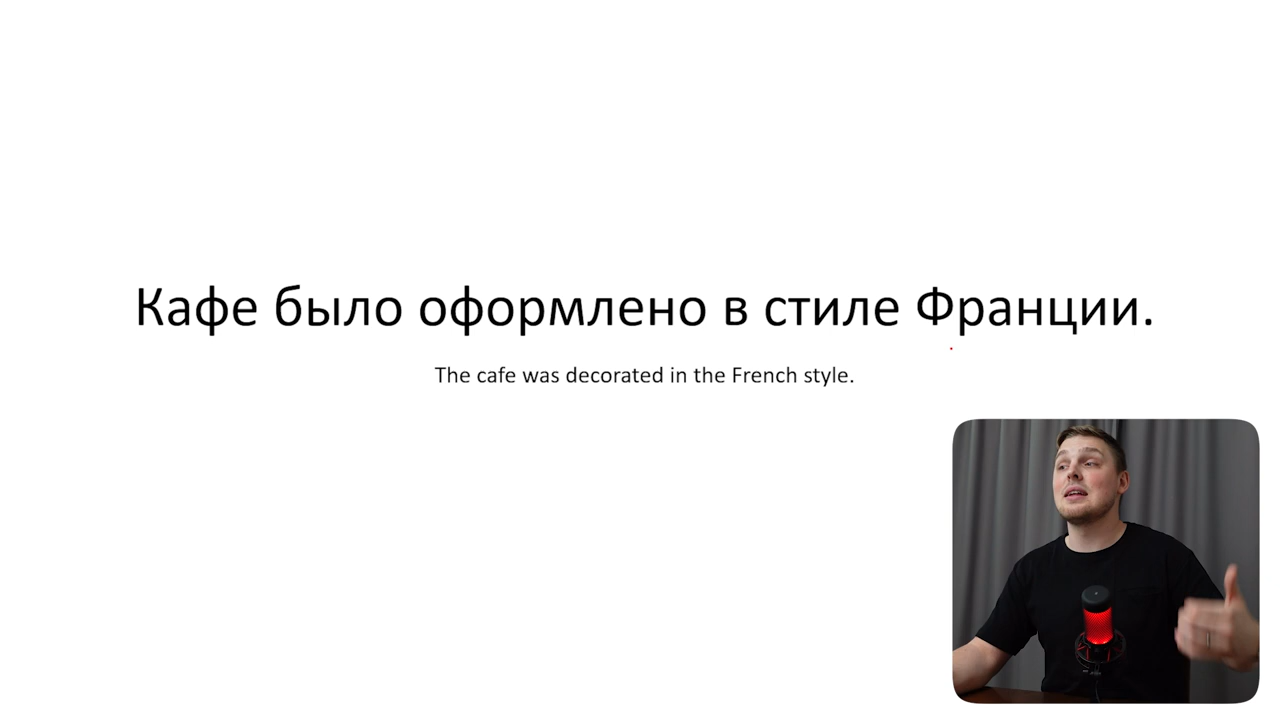 Кафе было оформлено в стиле Франции.
The cafe was decorated in the French style.